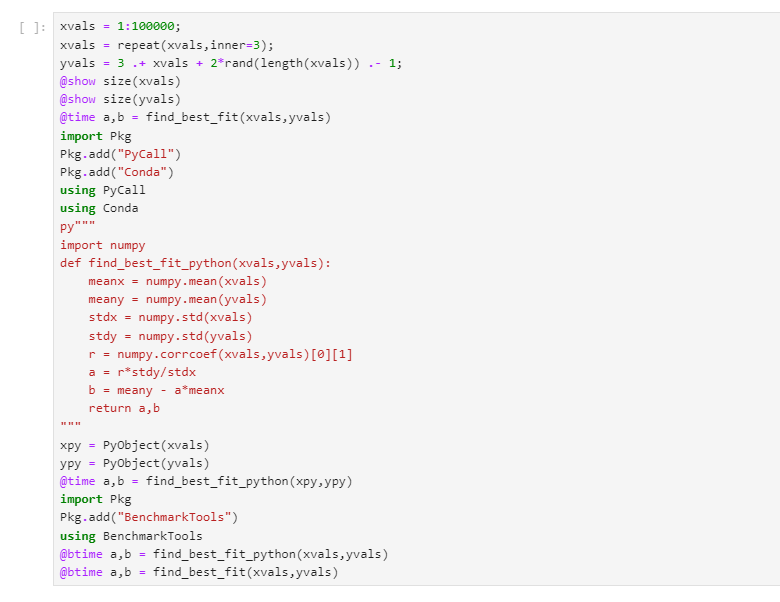 [ ]:
xvals = 1:100000;
xvals = repeat(xvals,inner=3);
yvals = 3 .+ xvals + 2*rand(length(xvals)) .- 1;
@show size(xvals)
@show size(yvals)
@time a,b = find_best_fit(xvals,yvals)
import Pkg
Pkg.add("PyCall")
Pkg.add("Conda")
using PyCall
using Conda
py"""
import numpy
def find_best_fit_python(xvals,yvals):
    meanx = numpy.mean(xvals)
    meany = numpy.mean(yvals)
    stdx = numpy.std(xvals)
    stdy = numpy.std(yvals)
    r = numpy.corrcoef(xvals,yvals)[0][1]
    a = r*stdy/stdx
    b = meany - a*meanx
    return a,b
"""
xpy = PyObject(xvals)
ypy = PyObject(yvals)
@time a,b = find_best_fit_python(xpy,ypy)
import Pkg
Pkg.add("BenchmarkTools")
using BenchmarkTools
@btime a,b = find_best_fit_python(xvals,yvals)
@btime a,b = find_best_fit(xvals,yvals)